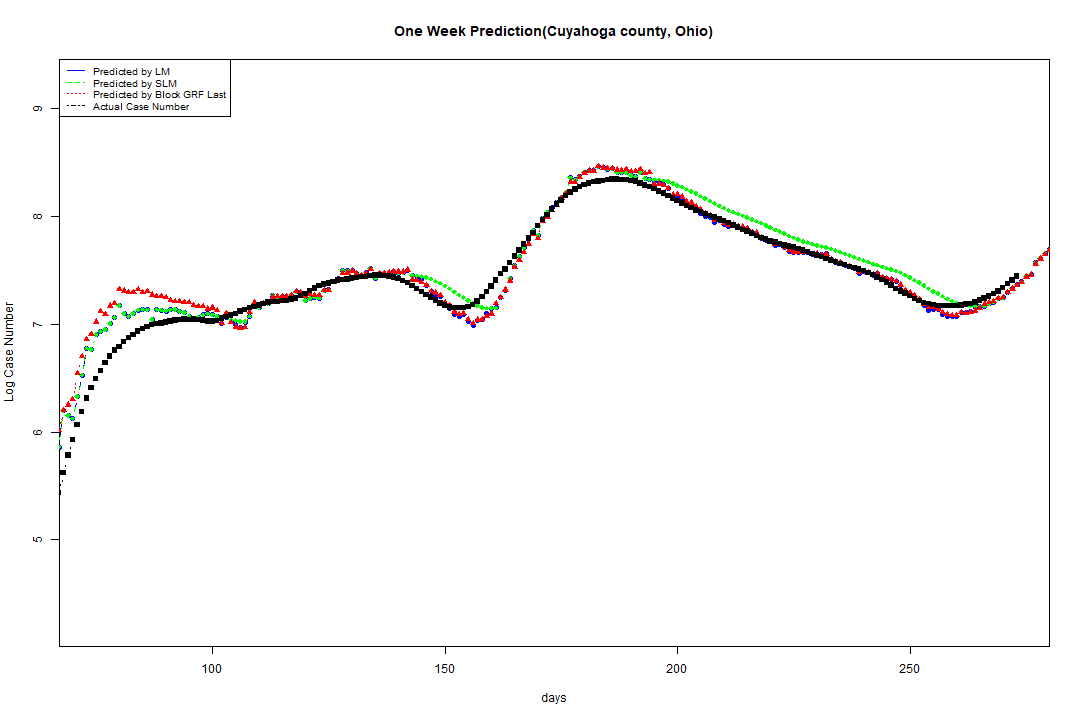 One Week Prediction(Cuyahoga county, Ohio)
Predicted by LM
Predicted by SLM
Predicted by Block GRF Last
Actual Case Number
9
8
7
6
5
Log Case Number
100 150 200 250
days